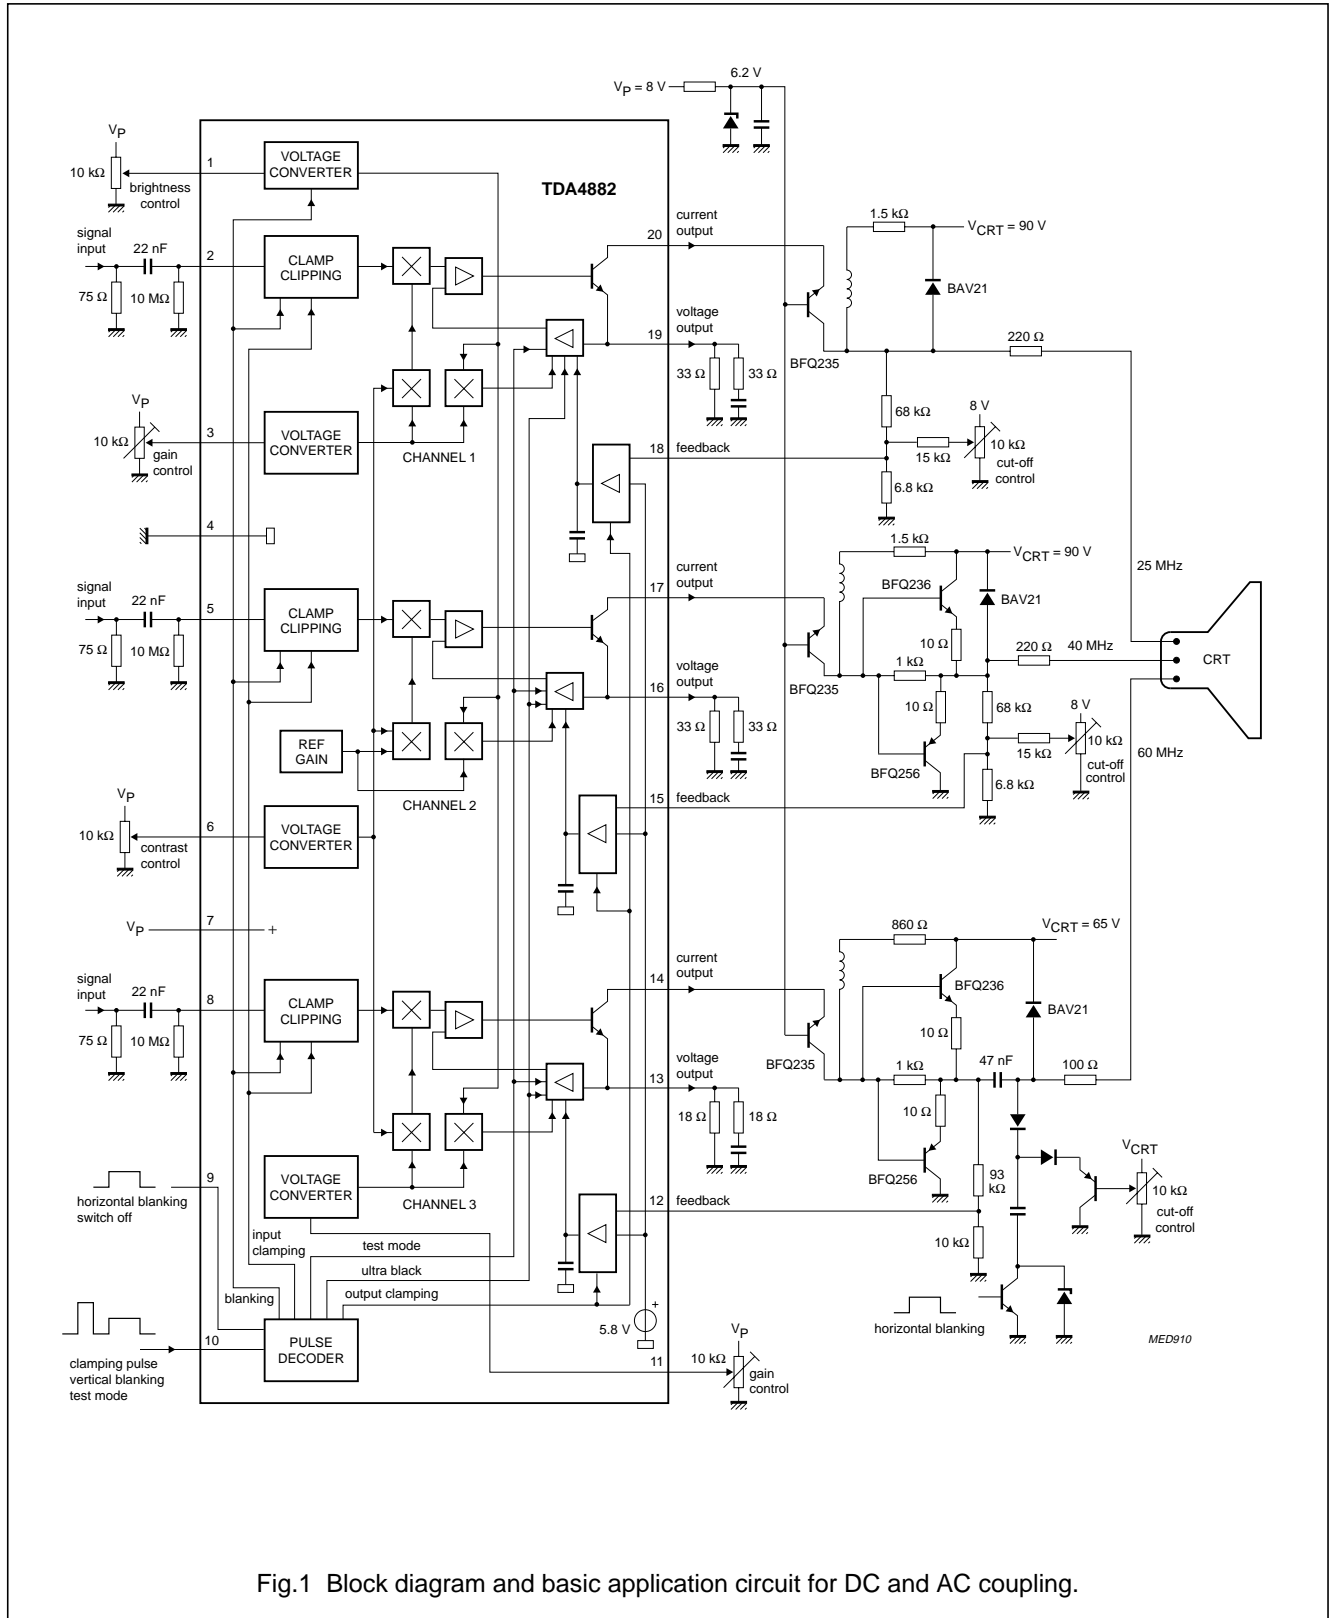 V_P = 8 V
6.2 V
V_P
10 kΩ
1
brightness
control
VOLTAGE
CONVERTER
TDA4882
signal
input
22 nF
2
75 Ω
10 MΩ
CLAMP
CLIPPING
20
current
output
1.5 kΩ
V_CRT = 90 V
BAV21
19
voltage
output
BFQ235
220 Ω
33 Ω
33 Ω
V_P
10 kΩ
3
gain
control
VOLTAGE
CONVERTER
CHANNEL 1
18
feedback
68 kΩ
8 V
10 kΩ
15 kΩ
cut-off
control
6.8 kΩ
4
1.5 kΩ
V_CRT = 90 V
25 MHz
signal
input
22 nF
5
75 Ω
10 MΩ
CLAMP
CLIPPING
17
current
output
BFQ236
BAV21
10 Ω
220 Ω
40 MHz
CRT
BFQ235
1 kΩ
16
voltage
output
33 Ω
33 Ω
10 Ω
68 kΩ
8 V
10 kΩ
15 kΩ
cut-off
control
60 MHz
BFQ256
6.8 kΩ
REF
GAIN
CHANNEL 2
15
feedback
V_P
10 kΩ
6
contrast
control
VOLTAGE
CONVERTER
V_P
7
+
860 Ω
V_CRT = 65 V
signal
input
22 nF
8
75 Ω
10 MΩ
CLAMP
CLIPPING
14
current
output
BFQ236
BAV21
10 Ω
BFQ235
1 kΩ
47 nF
100 Ω
13
voltage
output
18 Ω
18 Ω
10 Ω
BFQ256
93
kΩ
V_CRT
10 kΩ
cut-off
control
9
horizontal blanking
switch off
VOLTAGE
CONVERTER
CHANNEL 3
12
feedback
10 kΩ
input
clamping
test mode
ultra black
blanking
output clamping
+
5.8 V
horizontal blanking
10
clamping pulse
vertical blanking
test mode
PULSE
DECODER
11
V_P
10 kΩ
gain
control
MED910
Fig.1 Block diagram and basic application circuit for DC and AC coupling.